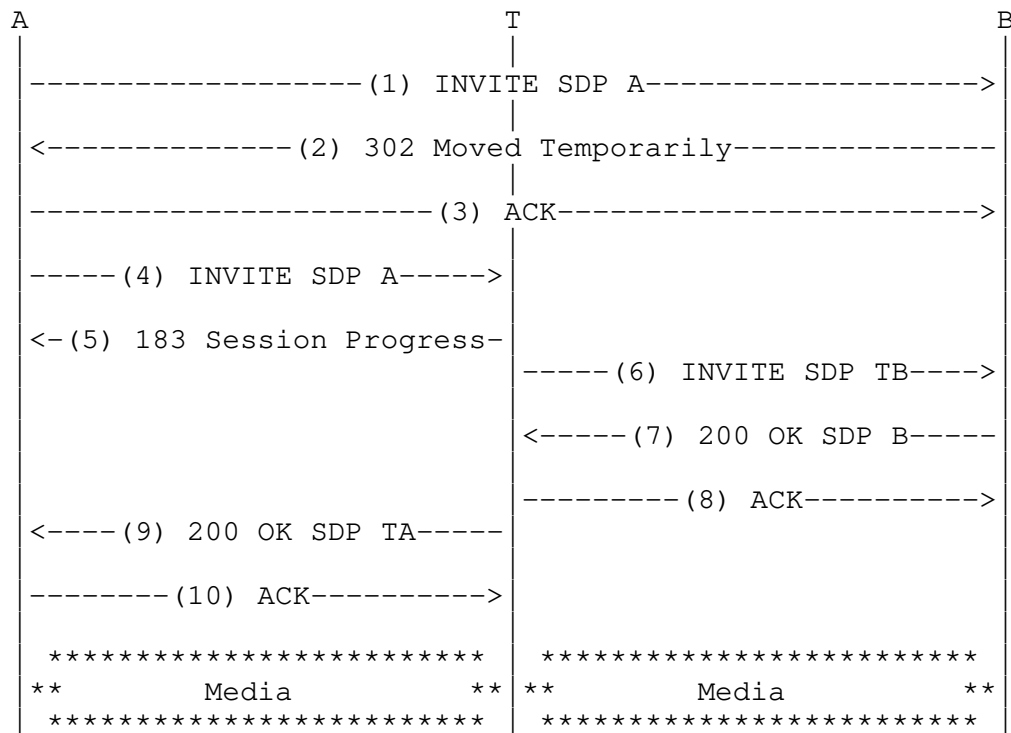 A T B
(1) INVITE SDP A
(2) 302 Moved Temporarily
(3) ACK
(4) INVITE SDP A
(5) 183 Session Progress
(6) INVITE SDP TB
(7) 200 OK SDP B
(8) ACK
(9) 200 OK SDP TA
(10) ACK
************************* *************************
** Media ** ** Media **
************************* *************************